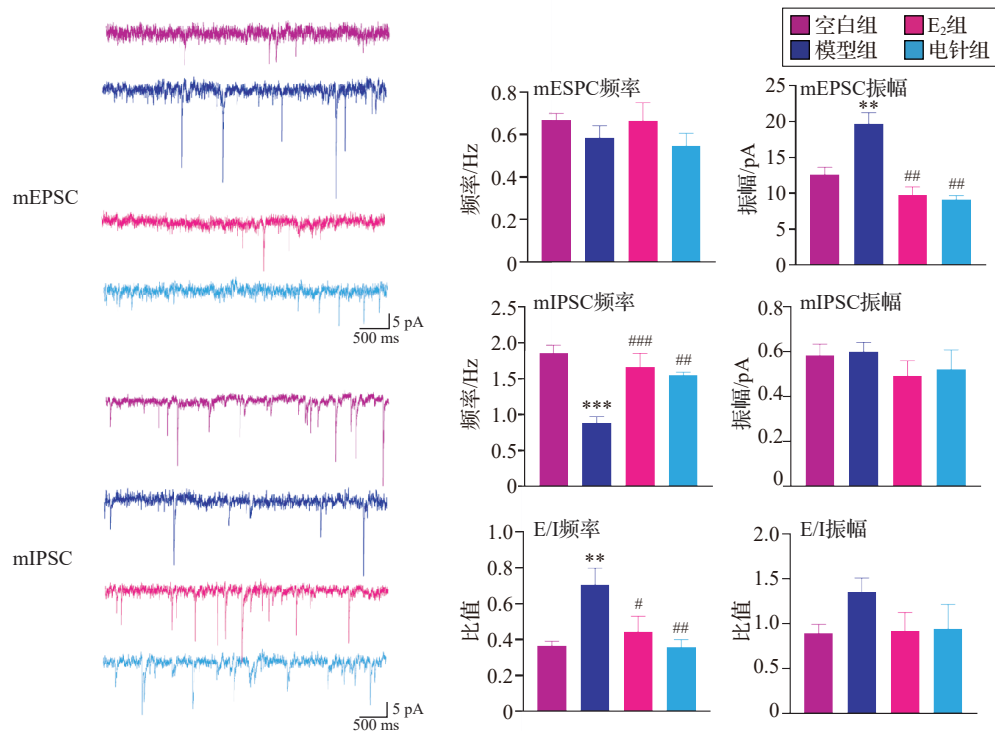 空白组 E₂组
模型组 电针组
mEPSC
5 pA
500 ms
mIPSC
5 pA
500 ms
mESPC频率
频率/Hz
0.8
0.6
0.4
0.2
0
mEPSC振幅
振幅/pA
25
20
15
10
5
0
**
##
##
mIPSC频率
频率/Hz
2.5
2.0
1.5
1.0
0.5
0
***
###
##
mIPSC振幅
振幅/pA
0.8
0.6
0.4
0.2
0
E/I频率
比值
1.0
0.8
0.6
0.4
0.2
0
**
#
##
E/I振幅
比值
2.0
1.5
1.0
0.5
0.0